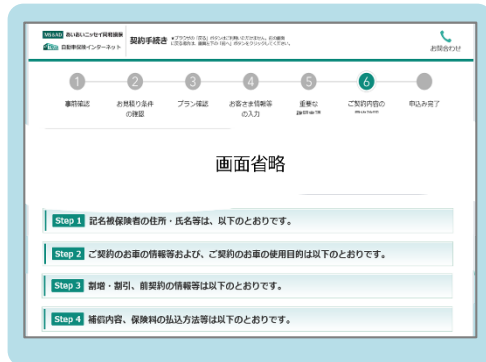 MS&AD あいおいニッセイ同和損保
自動車保険インターネット
契約手続き
お問合わせ
1 2 3 4 5 6
事前確認 お見積り条件の確認 プラン確認 お客さま情報等の入力 重要な ご契約内容の 申込み完了
画面省略
Step 1 記名被保険者の住所・氏名等は、以下のとおりです。
Step 2 ご契約のお車の情報等および、ご契約のお車の使用目的は以下のとおりです。
Step 3 割増・割引、前契約の情報等は以下のとおりです。
Step 4 補償内容、保険料の払込方法等は以下のとおりです。